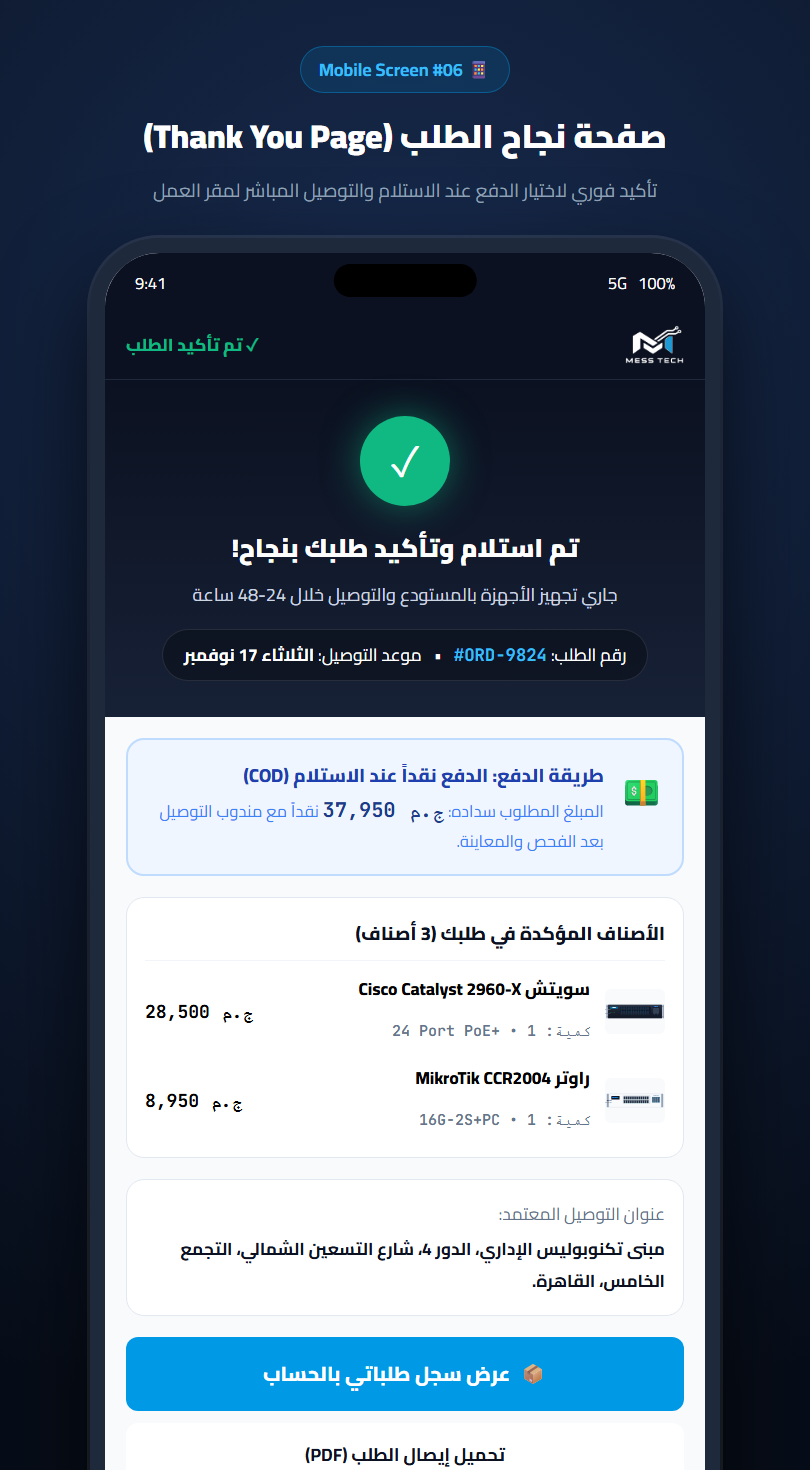 Mobile Screen #06
صفحة نجاح الطلب (Thank You Page)
تأكيد فوري لاختيار الدفع عند الاستلام والتوصيل المباشر لمقر العمل
9:41
5G 100%
MESS TECH
✓ تم تأكيد الطلب
✓
تم استلام وتأكيد طلبك بنجاح!
جاري تجهيز الأجهزة بالمستودع والتوصيل خلال 24-48 ساعة
رقم الطلب: #ORD-9824 • موعد التوصيل: الثلاثاء 17 نوفمبر
طريقة الدفع: الدفع نقداً عند الاستلام (COD)
المبلغ المطلوب سداده: 37,950 ج.م نقداً مع مندوب التوصيل
بعد الفحص والمعاينة.
الأصناف المؤكدة في طلبك (3 أصناف)
سويتش Cisco Catalyst 2960-X
كمية: 1 • 24 Port PoE+
28,500 ج.م
راوتر MikroTik CCR2004
كمية: 1 • 16G-2S+PC
8,950 ج.م
عنوان التوصيل المعتمد:
مبنى تكنوبوليس الإداري، الدور 4، شارع التسعين الشمالي، التجمع
الخامس، القاهرة.
عرض سجل طلباتي بالحساب
تحميل إيصال الطلب (PDF)